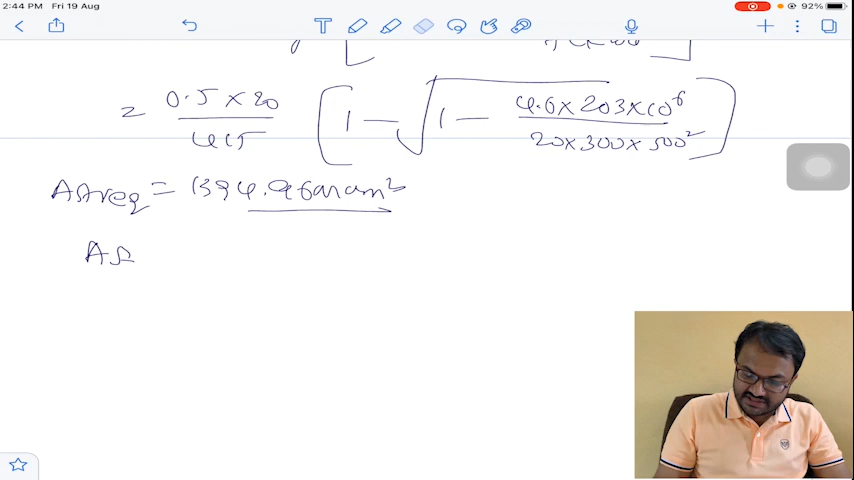 2:44 PM Fri 19 Aug 92%
= 0.5 × 20 / 415 [ 1 − √ 1 − 4.6 × 203 × 10⁶ / 20 × 300 × 500² ]
Ast req = 1394.96 mm²
As